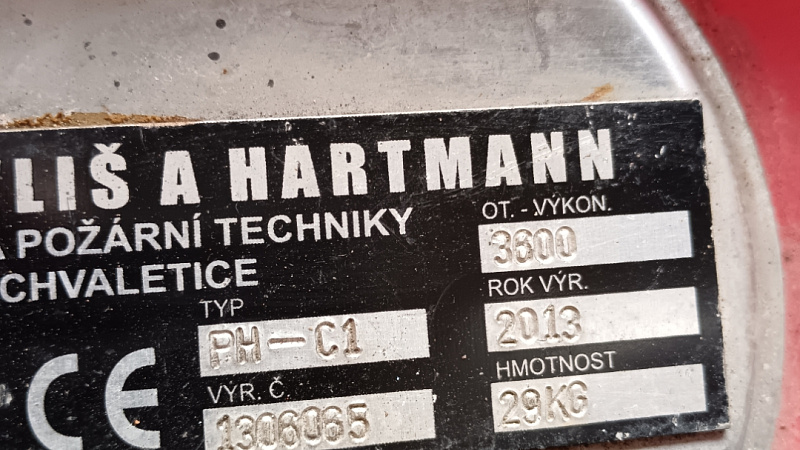 LIŠ A HARTMANN
POŽÁRNÍ TECHNIKY
CHVALETICE
OT. - VÝKON.
3600
ROK VÝR.
2013
TYP
PH-C1
HMOTNOST
29KG
VÝR. Č
1306065
CE